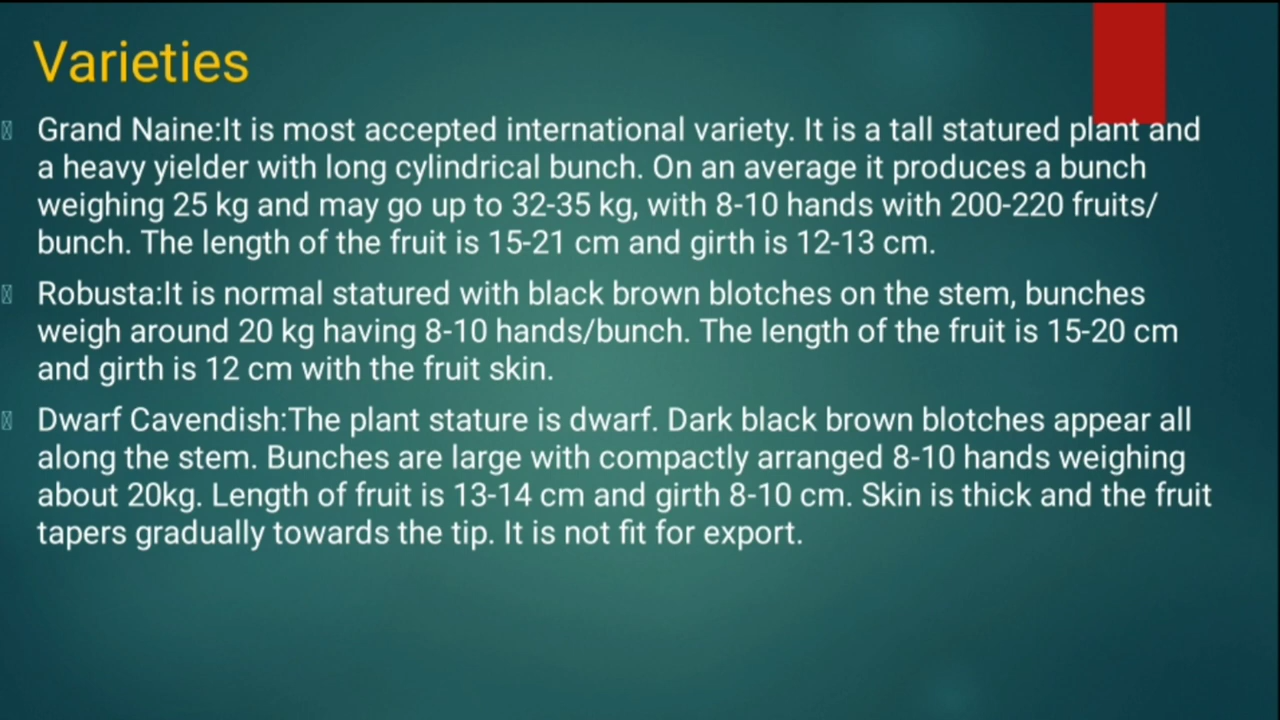 Varieties
Grand Naine:It is most accepted international variety. It is a tall statured plant and
a heavy yielder with long cylindrical bunch. On an average it produces a bunch
weighing 25 kg and may go up to 32-35 kg, with 8-10 hands with 200-220 fruits/
bunch. The length of the fruit is 15-21 cm and girth is 12-13 cm.
Robusta:It is normal statured with black brown blotches on the stem, bunches
weigh around 20 kg having 8-10 hands/bunch. The length of the fruit is 15-20 cm
and girth is 12 cm with the fruit skin.
Dwarf Cavendish:The plant stature is dwarf. Dark black brown blotches appear all
along the stem. Bunches are large with compactly arranged 8-10 hands weighing
about 20kg. Length of fruit is 13-14 cm and girth 8-10 cm. Skin is thick and the fruit
tapers gradually towards the tip. It is not fit for export.